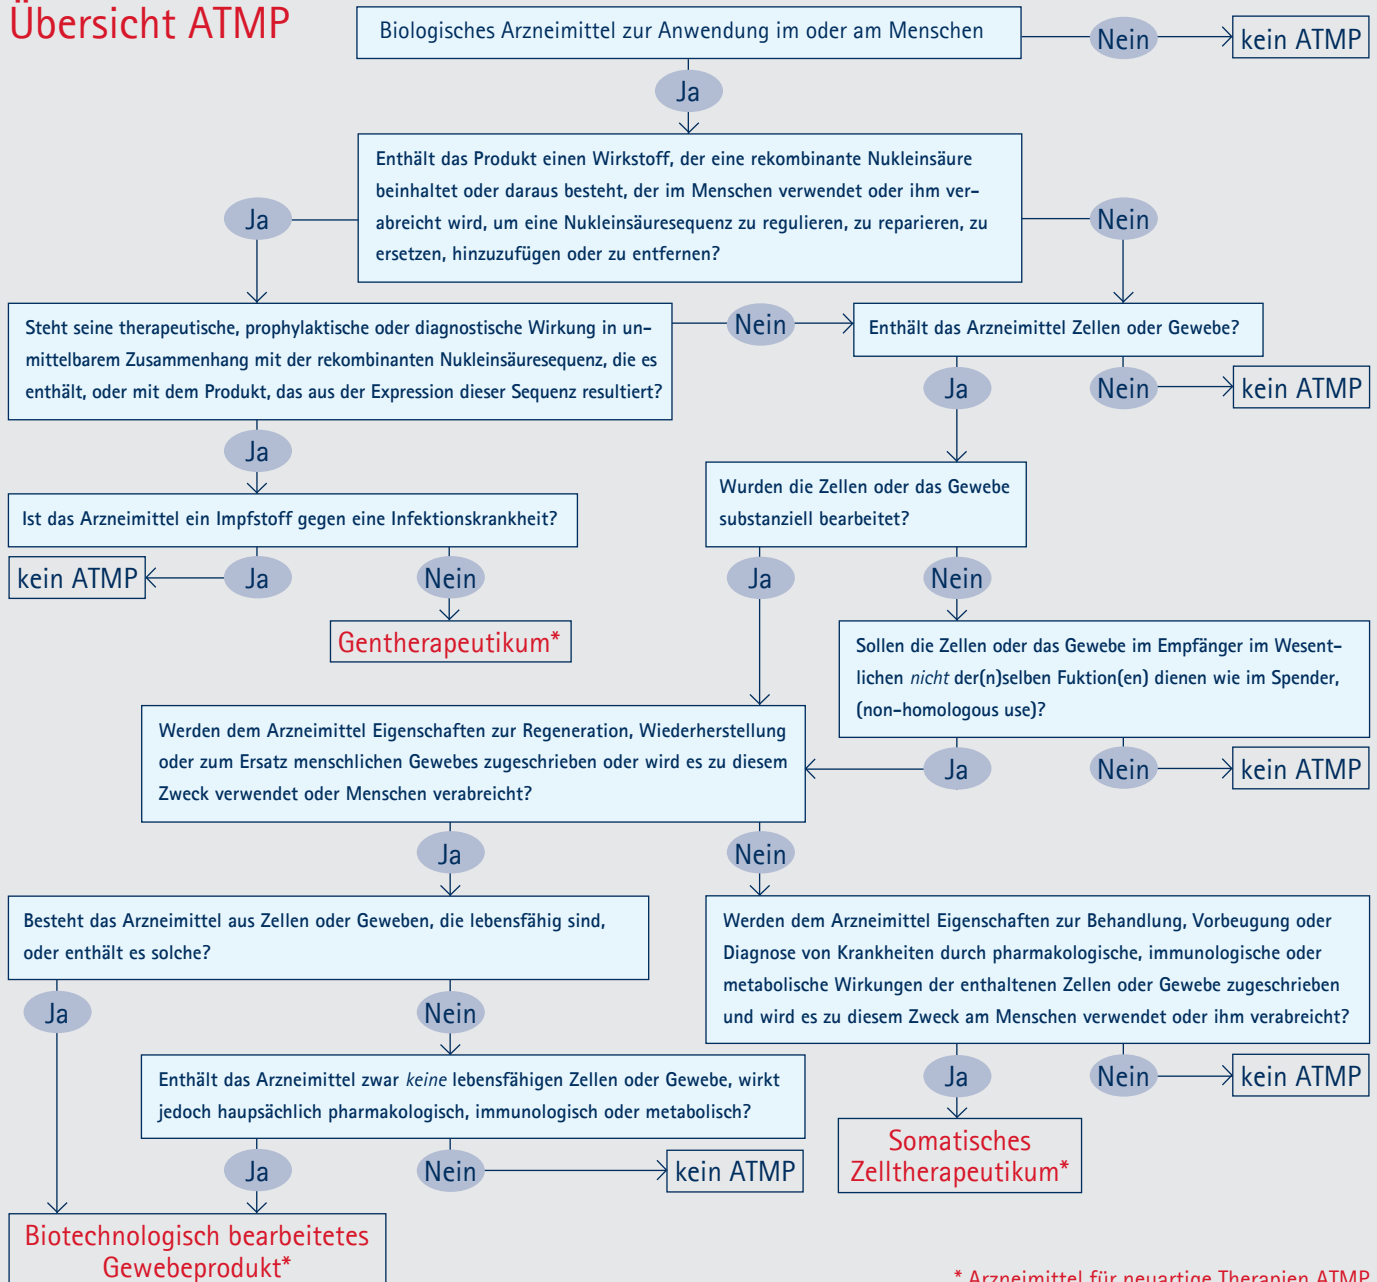 Übersicht ATMP
Biologisches Arzneimittel zur Anwendung im oder am Menschen
Nein
kein ATMP
Ja
Enthält das Produkt einen Wirkstoff, der eine rekombinante Nukleinsäure
beinhaltet oder daraus besteht, der im Menschen verwendet oder ihm ver-
abreicht wird, um eine Nukleinsäuresequenz zu regulieren, zu reparieren, zu
ersetzen, hinzuzufügen oder zu entfernen?
Ja
Nein
Steht seine therapeutische, prophylaktische oder diagnostische Wirkung in un-
mittelbarem Zusammenhang mit der rekombinanten Nukleinsäuresequenz, die es
enthält, oder mit dem Produkt, das aus der Expression dieser Sequenz resultiert?
Nein
Enthält das Arzneimittel Zellen oder Gewebe?
Ja
Nein
kein ATMP
Ja
Wurden die Zellen oder das Gewebe
substanziell bearbeitet?
Ist das Arzneimittel ein Impfstoff gegen eine Infektionskrankheit?
kein ATMP
Ja
Nein
Ja
Nein
Gentherapeutikum*
Sollen die Zellen oder das Gewebe im Empfänger im Wesent-
lichen nicht der(n)selben Fuktion(en) dienen wie im Spender,
(non-homologous use)?
Werden dem Arzneimittel Eigenschaften zur Regeneration, Wiederherstellung
oder zum Ersatz menschlichen Gewebes zugeschrieben oder wird es zu diesem
Zweck verwendet oder Menschen verabreicht?
Ja
Nein
kein ATMP
Ja
Nein
Besteht das Arzneimittel aus Zellen oder Geweben, die lebensfähig sind,
oder enthält es solche?
Werden dem Arzneimittel Eigenschaften zur Behandlung, Vorbeugung oder
Diagnose von Krankheiten durch pharmakologische, immunologische oder
metabolische Wirkungen der enthaltenen Zellen oder Gewebe zugeschrieben
und wird es zu diesem Zweck am Menschen verwendet oder ihm verabreicht?
Ja
Nein
Enthält das Arzneimittel zwar keine lebensfähigen Zellen oder Gewebe, wirkt
jedoch haupsächlich pharmakologisch, immunologisch oder metabolisch?
Ja
Nein
kein ATMP
Ja
Nein
kein ATMP
Somatisches
Zelltherapeutikum*
Biotechnologisch bearbeitetes
Gewebeprodukt*
* Arzneimittel für neuartige Therapien ATMP